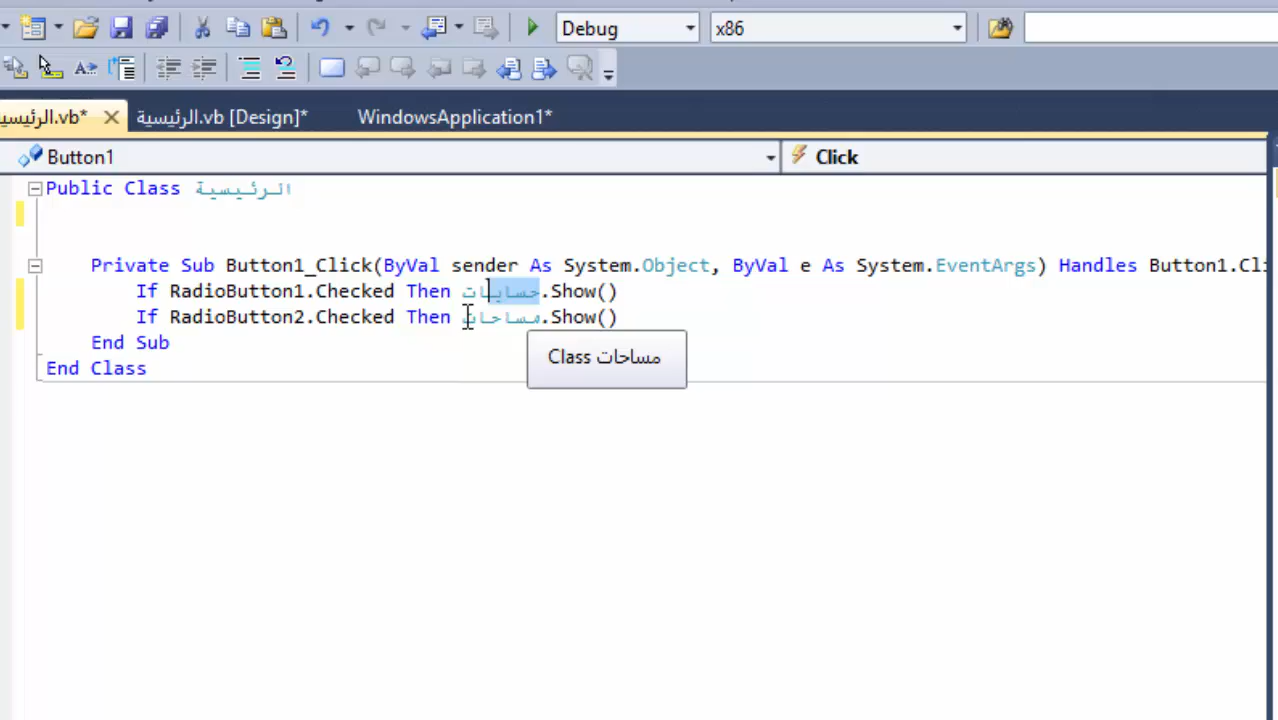 Debug
x86
الرئيسية.vb*
الرئيسية.vb [Design]*
WindowsApplication1*
Button1
Click
Public Class الرئيسية
Private Sub Button1_Click(ByVal sender As System.Object, ByVal e As System.EventArgs) Handles Button1.Cli
If RadioButton1.Checked Then حسابات.Show()
If RadioButton2.Checked Then مساحات.Show()
Class مساحات
End Sub
End Class